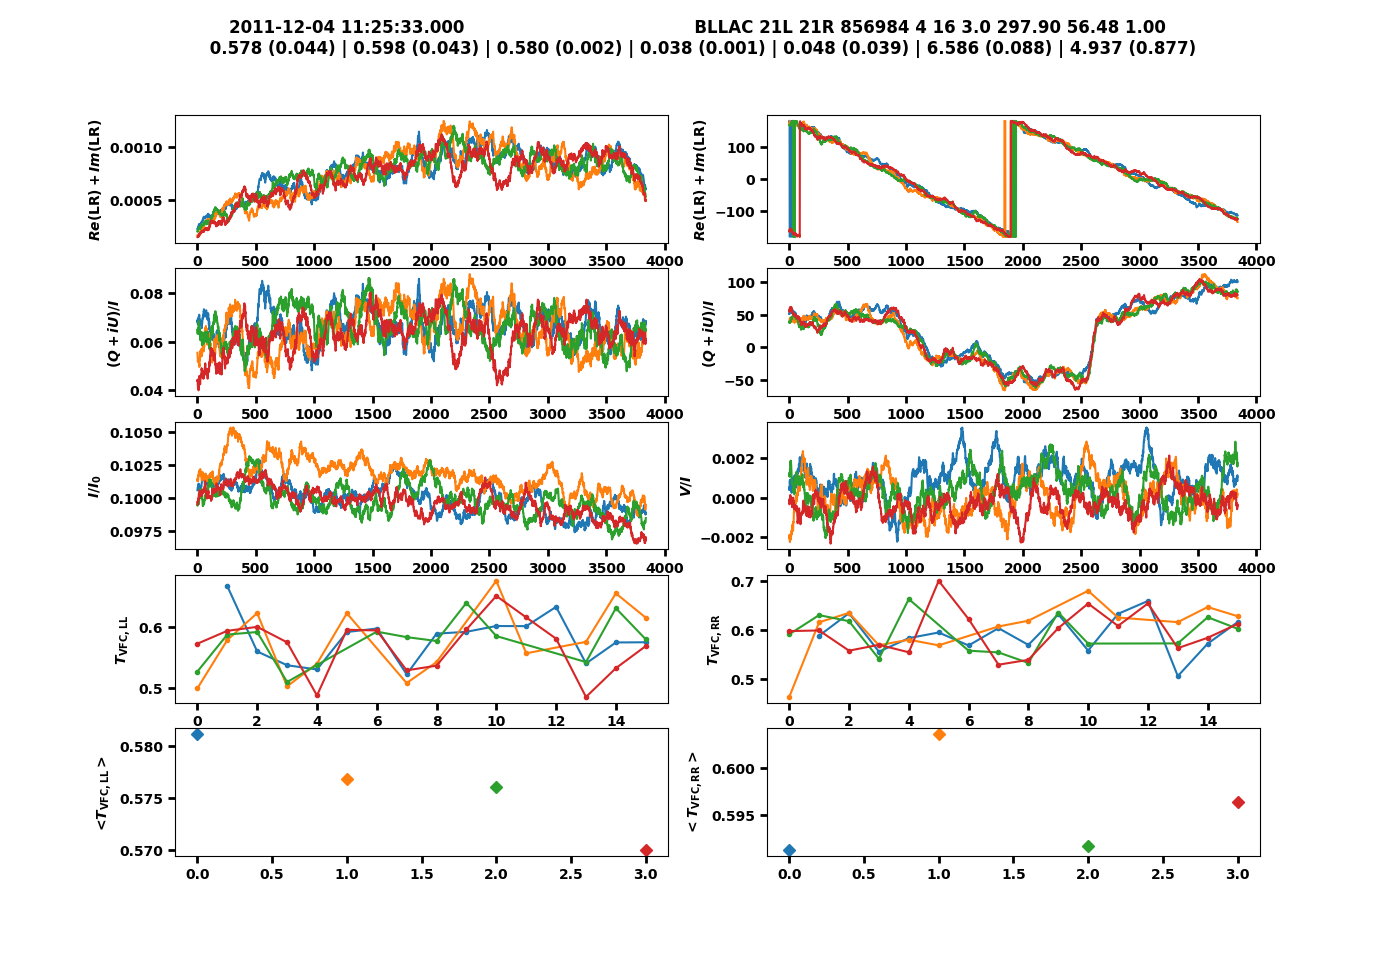 2011-12-04 11:25:33.000 BLLAC 21L 21R 856984 4 16 3.0 297.90 56.48 1.00
0.578 (0.044) | 0.598 (0.043) | 0.580 (0.002) | 0.038 (0.001) | 0.048 (0.039) | 6.586 (0.088) | 4.937 (0.877)
Re(LR) + Im(LR)
0.0010
0.0005
0 500 1000 1500 2000 2500 3000 3500 4000
Re(LR) + Im(LR)
100
0
−100
0 500 1000 1500 2000 2500 3000 3500 4000
(Q + iU)/I
0.08
0.06
0.04
0 500 1000 1500 2000 2500 3000 3500 4000
(Q + iU)/I
100
50
0
−50
0 500 1000 1500 2000 2500 3000 3500 4000
I/I0
0.1050
0.1025
0.1000
0.0975
0 500 1000 1500 2000 2500 3000 3500 4000
V/I
0.002
0.000
−0.002
0 500 1000 1500 2000 2500 3000 3500 4000
TVFC, LL
0.6
0.5
0 2 4 6 8 10 12 14
TVFC, RR
0.7
0.6
0.5
0 2 4 6 8 10 12 14
<TVFC, LL>
0.580
0.575
0.570
0.0 0.5 1.0 1.5 2.0 2.5 3.0
< TVFC, RR >
0.600
0.595
0.0 0.5 1.0 1.5 2.0 2.5 3.0